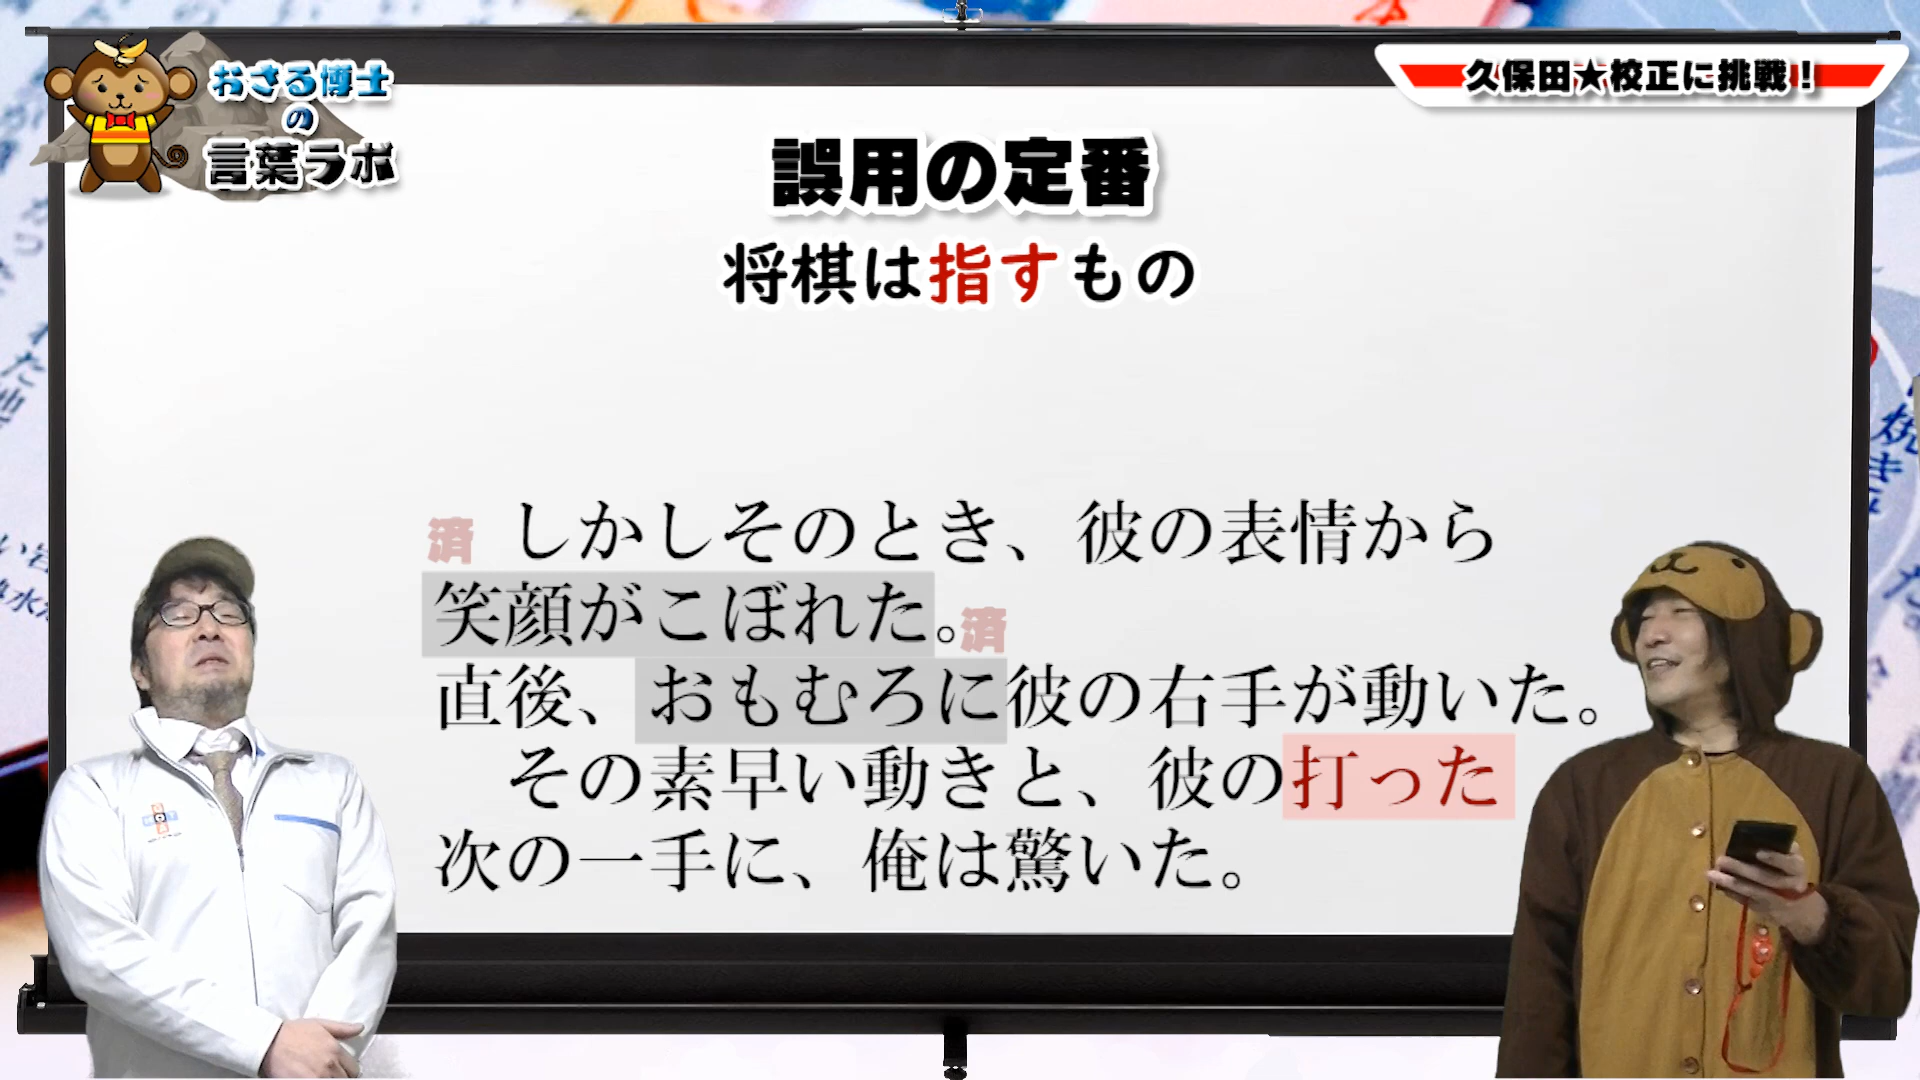 おさる博士
の
言葉ラボ
久保田★校正に挑戦！
誤用の定番
将棋は指すもの
済 しかしそのとき、彼の表情から
笑顔がこぼれた。済
直後、おもむろに彼の右手が動いた。
その素早い動きと、彼の打った
次の一手に、俺は驚いた。